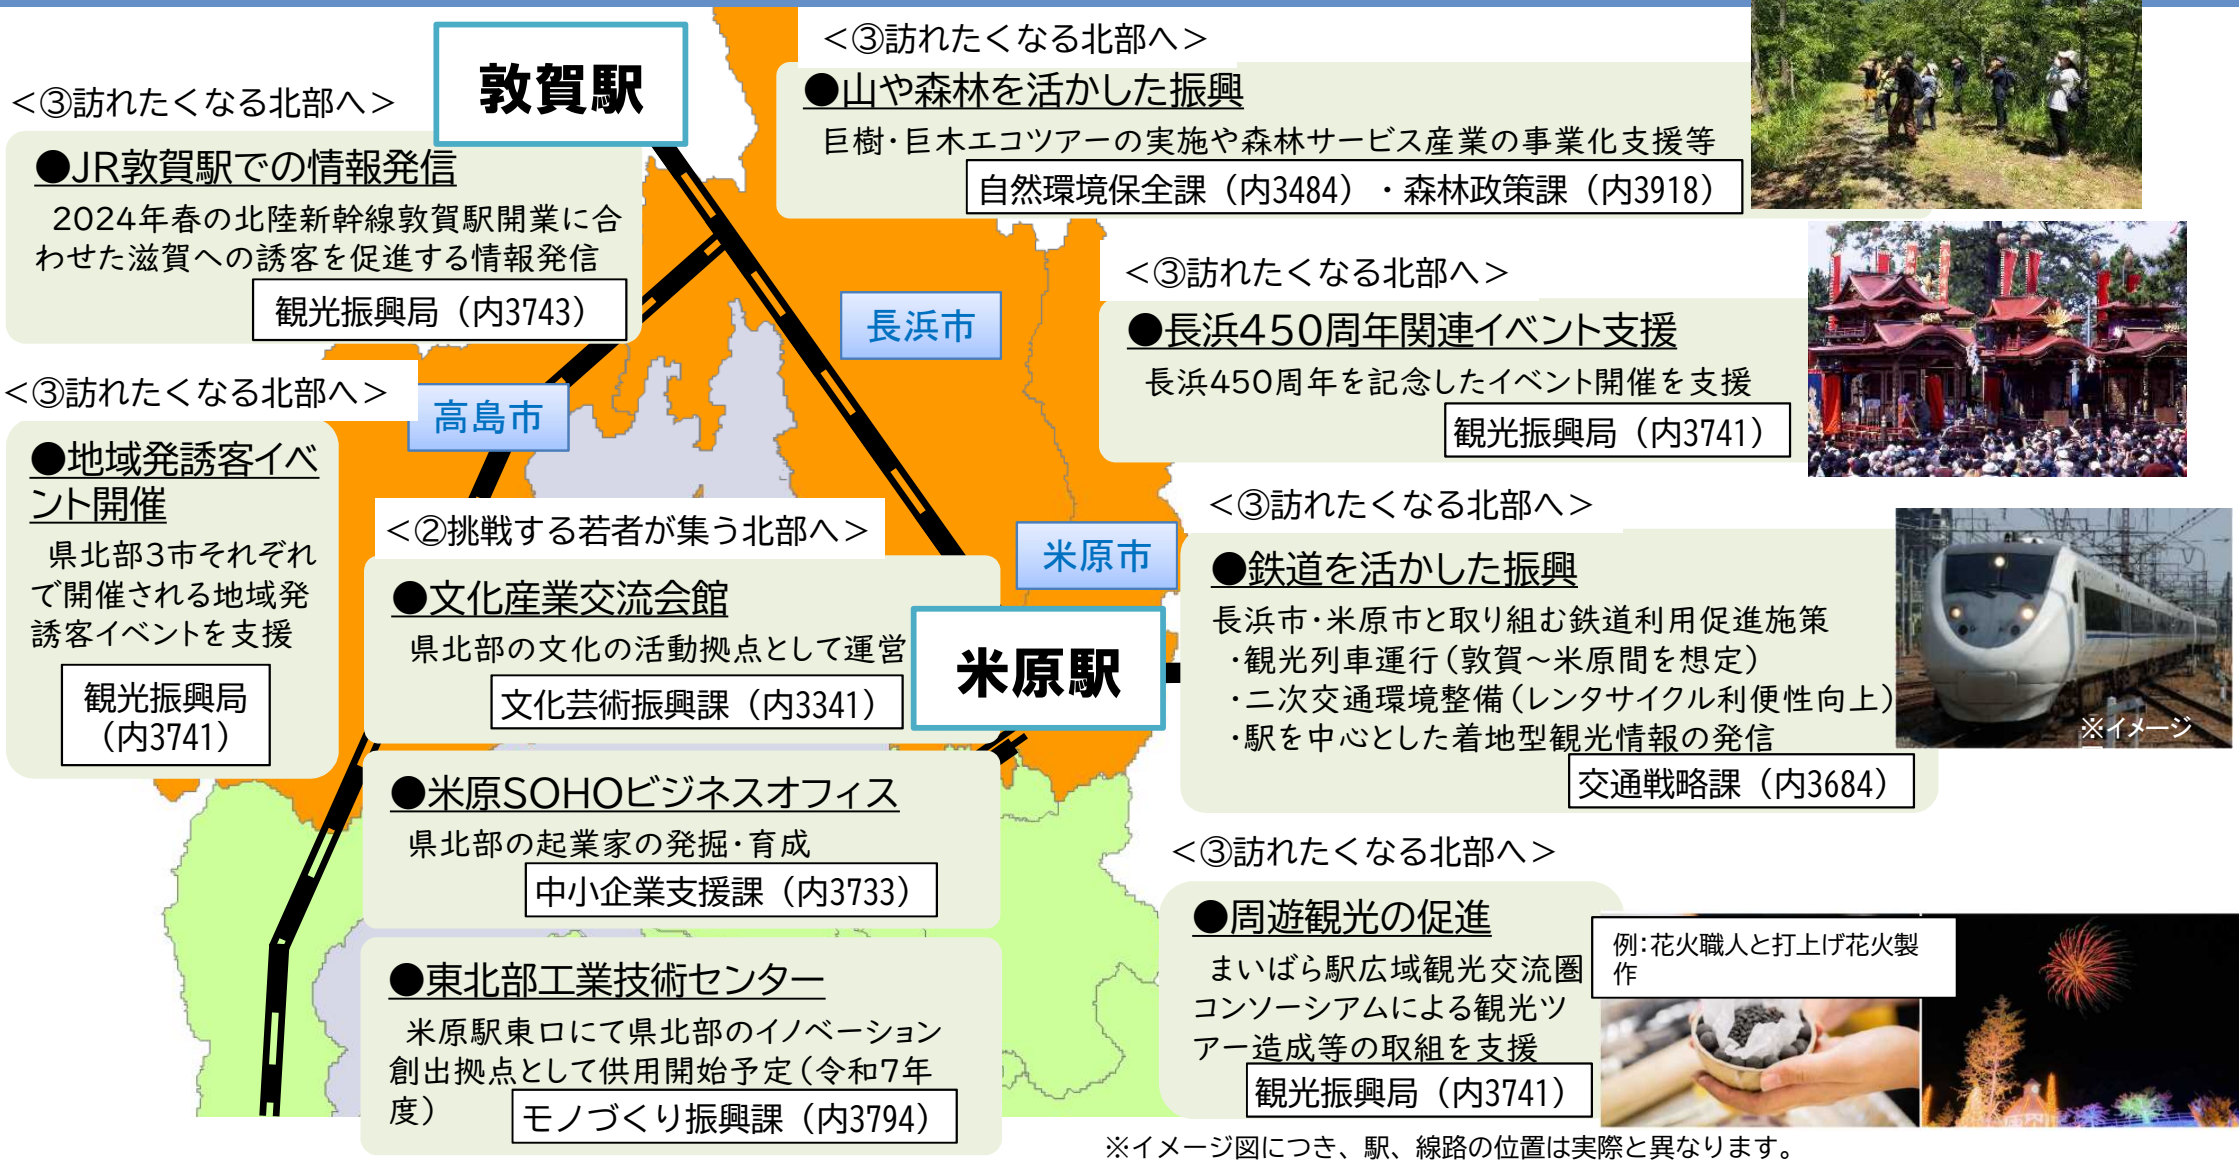 敦賀駅
＜③訪れたくなる北部へ＞
●JR敦賀駅での情報発信
2024年春の北陸新幹線敦賀駅開業に合
わせた滋賀への誘客を促進する情報発信
観光振興局（内3743）
＜③訪れたくなる北部へ＞
●山や森林を活かした振興
巨樹・巨木エコツアーの実施や森林サービス産業の事業化支援等
自然環境保全課（内3484）・森林政策課（内3918）
＜③訪れたくなる北部へ＞
●長浜450周年関連イベント支援
長浜450周年を記念したイベント開催を支援
観光振興局（内3741）
長浜市
高島市
米原市
＜③訪れたくなる北部へ＞
●地域発誘客イベ
ント開催
県北部3市それぞれ
で開催される地域発
誘客イベントを支援
観光振興局
（内3741）
＜②挑戦する若者が集う北部へ＞
●文化産業交流会館
県北部の文化の活動拠点として運営
文化芸術振興課（内3341）
米原駅
●米原SOHOビジネスオフィス
県北部の起業家の発掘・育成
中小企業支援課（内3733）
●東北部工業技術センター
米原駅東口にて県北部のイノベーション
創出拠点として供用開始予定（令和7年
度）
モノづくり振興課（内3794）
＜③訪れたくなる北部へ＞
●鉄道を活かした振興
長浜市・米原市と取り組む鉄道利用促進施策
・観光列車運行（敦賀～米原間を想定）
・二次交通環境整備（レンタサイクル利便性向上）
・駅を中心とした着地型観光情報の発信
交通戦略課（内3684）
※イメージ
＜③訪れたくなる北部へ＞
●周遊観光の促進
まいばら駅広域観光交流圏
コンソーシアムによる観光ツ
アー造成等の取組を支援
観光振興局（内3741）
例：花火職人と打上げ花火製
作
※イメージ図につき、駅、線路の位置は実際と異なります。